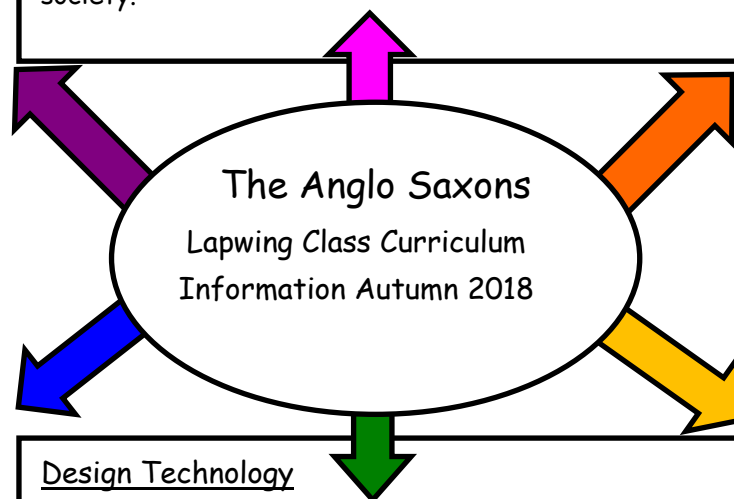 society.
The Anglo Saxons
Lapwing Class Curriculum
Information Autumn 2018
Design Technology